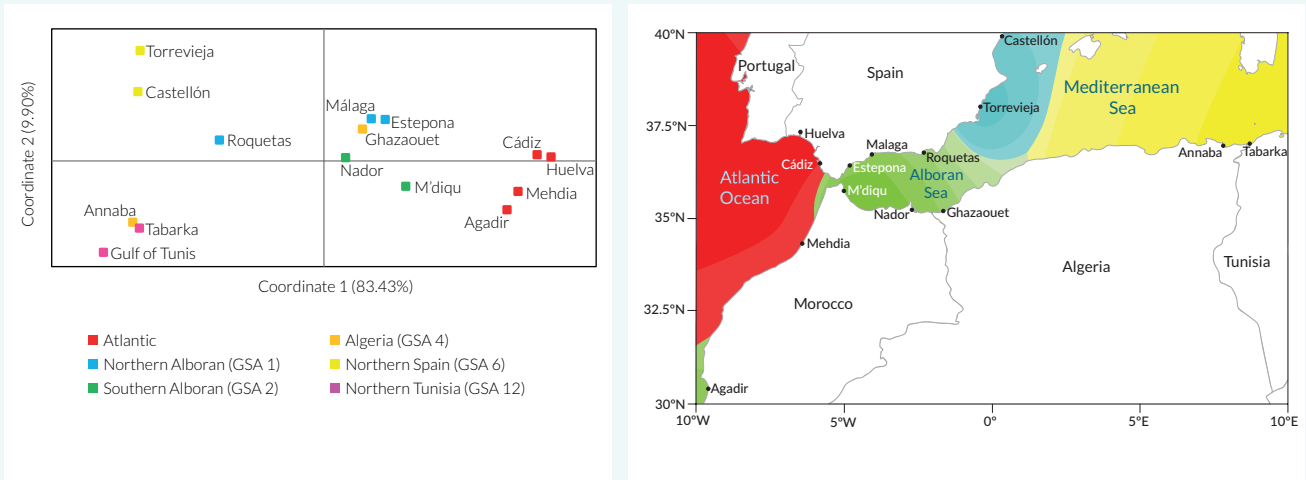 Torrevieja
Castellón
Málaga
Estepona
Roquetas
Ghazaouet
Cádiz
Nador
Huelva
M'diqu
Mehdia
Annaba
Agadir
Tabarka
Gulf of Tunis
Coordinate 2 (9.90%)
Coordinate 1 (83.43%)
Atlantic
Northern Alboran (GSA 1)
Southern Alboran (GSA 2)
Algeria (GSA 4)
Northern Spain (GSA 6)
Northern Tunisia (GSA 12)
40°N
37.5°N
35°N
32.5°N
30°N
10°W
5°W
0°
5°E
10°E
Castellón
Portugal
Spain
Mediterranean
Sea
Torrevieja
Huelva
Malaga
Roquetas
Annaba
Tabarka
Cádiz
Estepona
Atlantic
Ocean
Alboran
Sea
M'diqu
Nador
Ghazaouet
Mehdia
Algeria
Tunisia
Morocco
Agadir